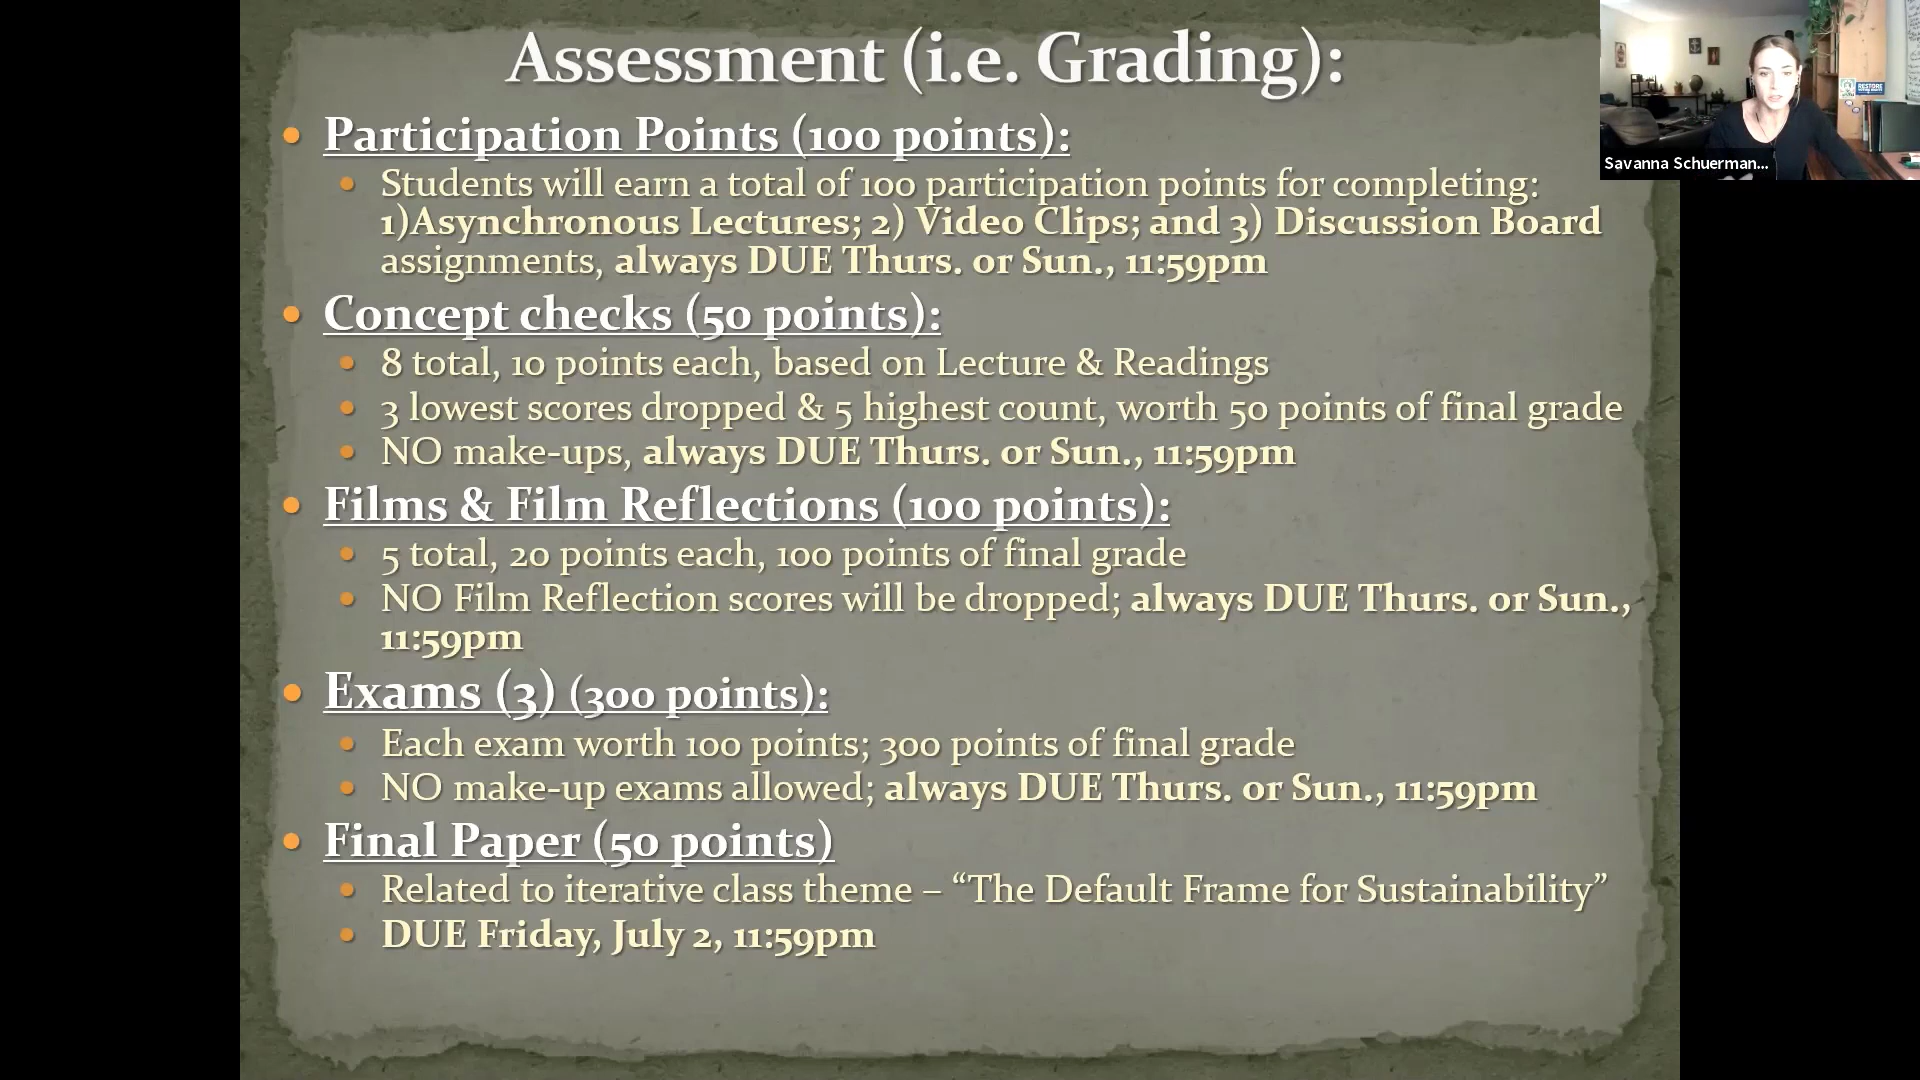 Assessment (i.e. Grading):
Participation Points (100 points):
Students will earn a total of 100 participation points for completing:
1)Asynchronous Lectures; 2) Video Clips; and 3) Discussion Board
assignments, always DUE Thurs. or Sun., 11:59pm
Concept checks (50 points):
8 total, 10 points each, based on Lecture & Readings
3 lowest scores dropped & 5 highest count, worth 50 points of final grade
NO make-ups, always DUE Thurs. or Sun., 11:59pm
Films & Film Reflections (100 points):
5 total, 20 points each, 100 points of final grade
NO Film Reflection scores will be dropped; always DUE Thurs. or Sun.,
11:59pm
Exams (3) (300 points):
Each exam worth 100 points; 300 points of final grade
NO make-up exams allowed; always DUE Thurs. or Sun., 11:59pm
Final Paper (50 points)
Related to iterative class theme – “The Default Frame for Sustainability”
DUE Friday, July 2, 11:59pm
RESTORE
Savanna Schuerman...